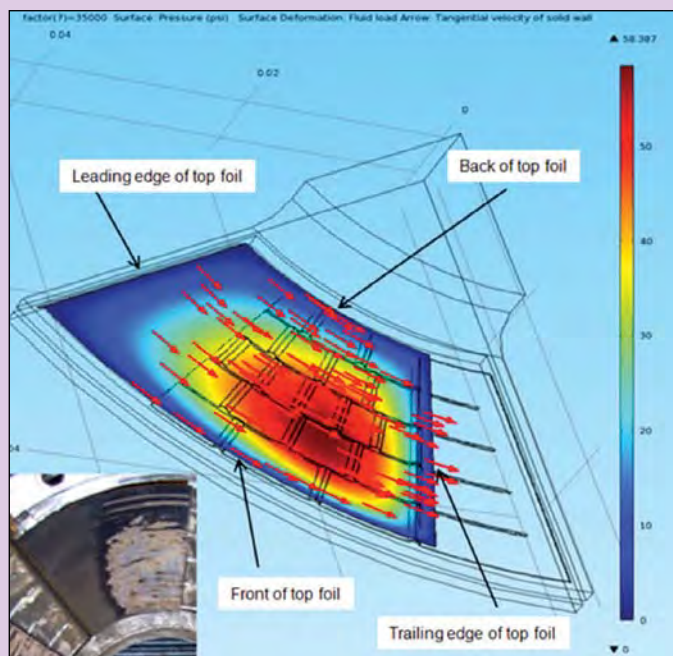 factor(7)=35000 Surface: Pressure (psi) Surface Deformation: Fluid load Arrow: Tangential velocity of solid wall
0.04
0.02
0
▲ 58.387
Leading edge of top foil
Back of top foil
50
40
30
20
10
0
04
Front of top foil
Trailing edge of top foil
▼ 0